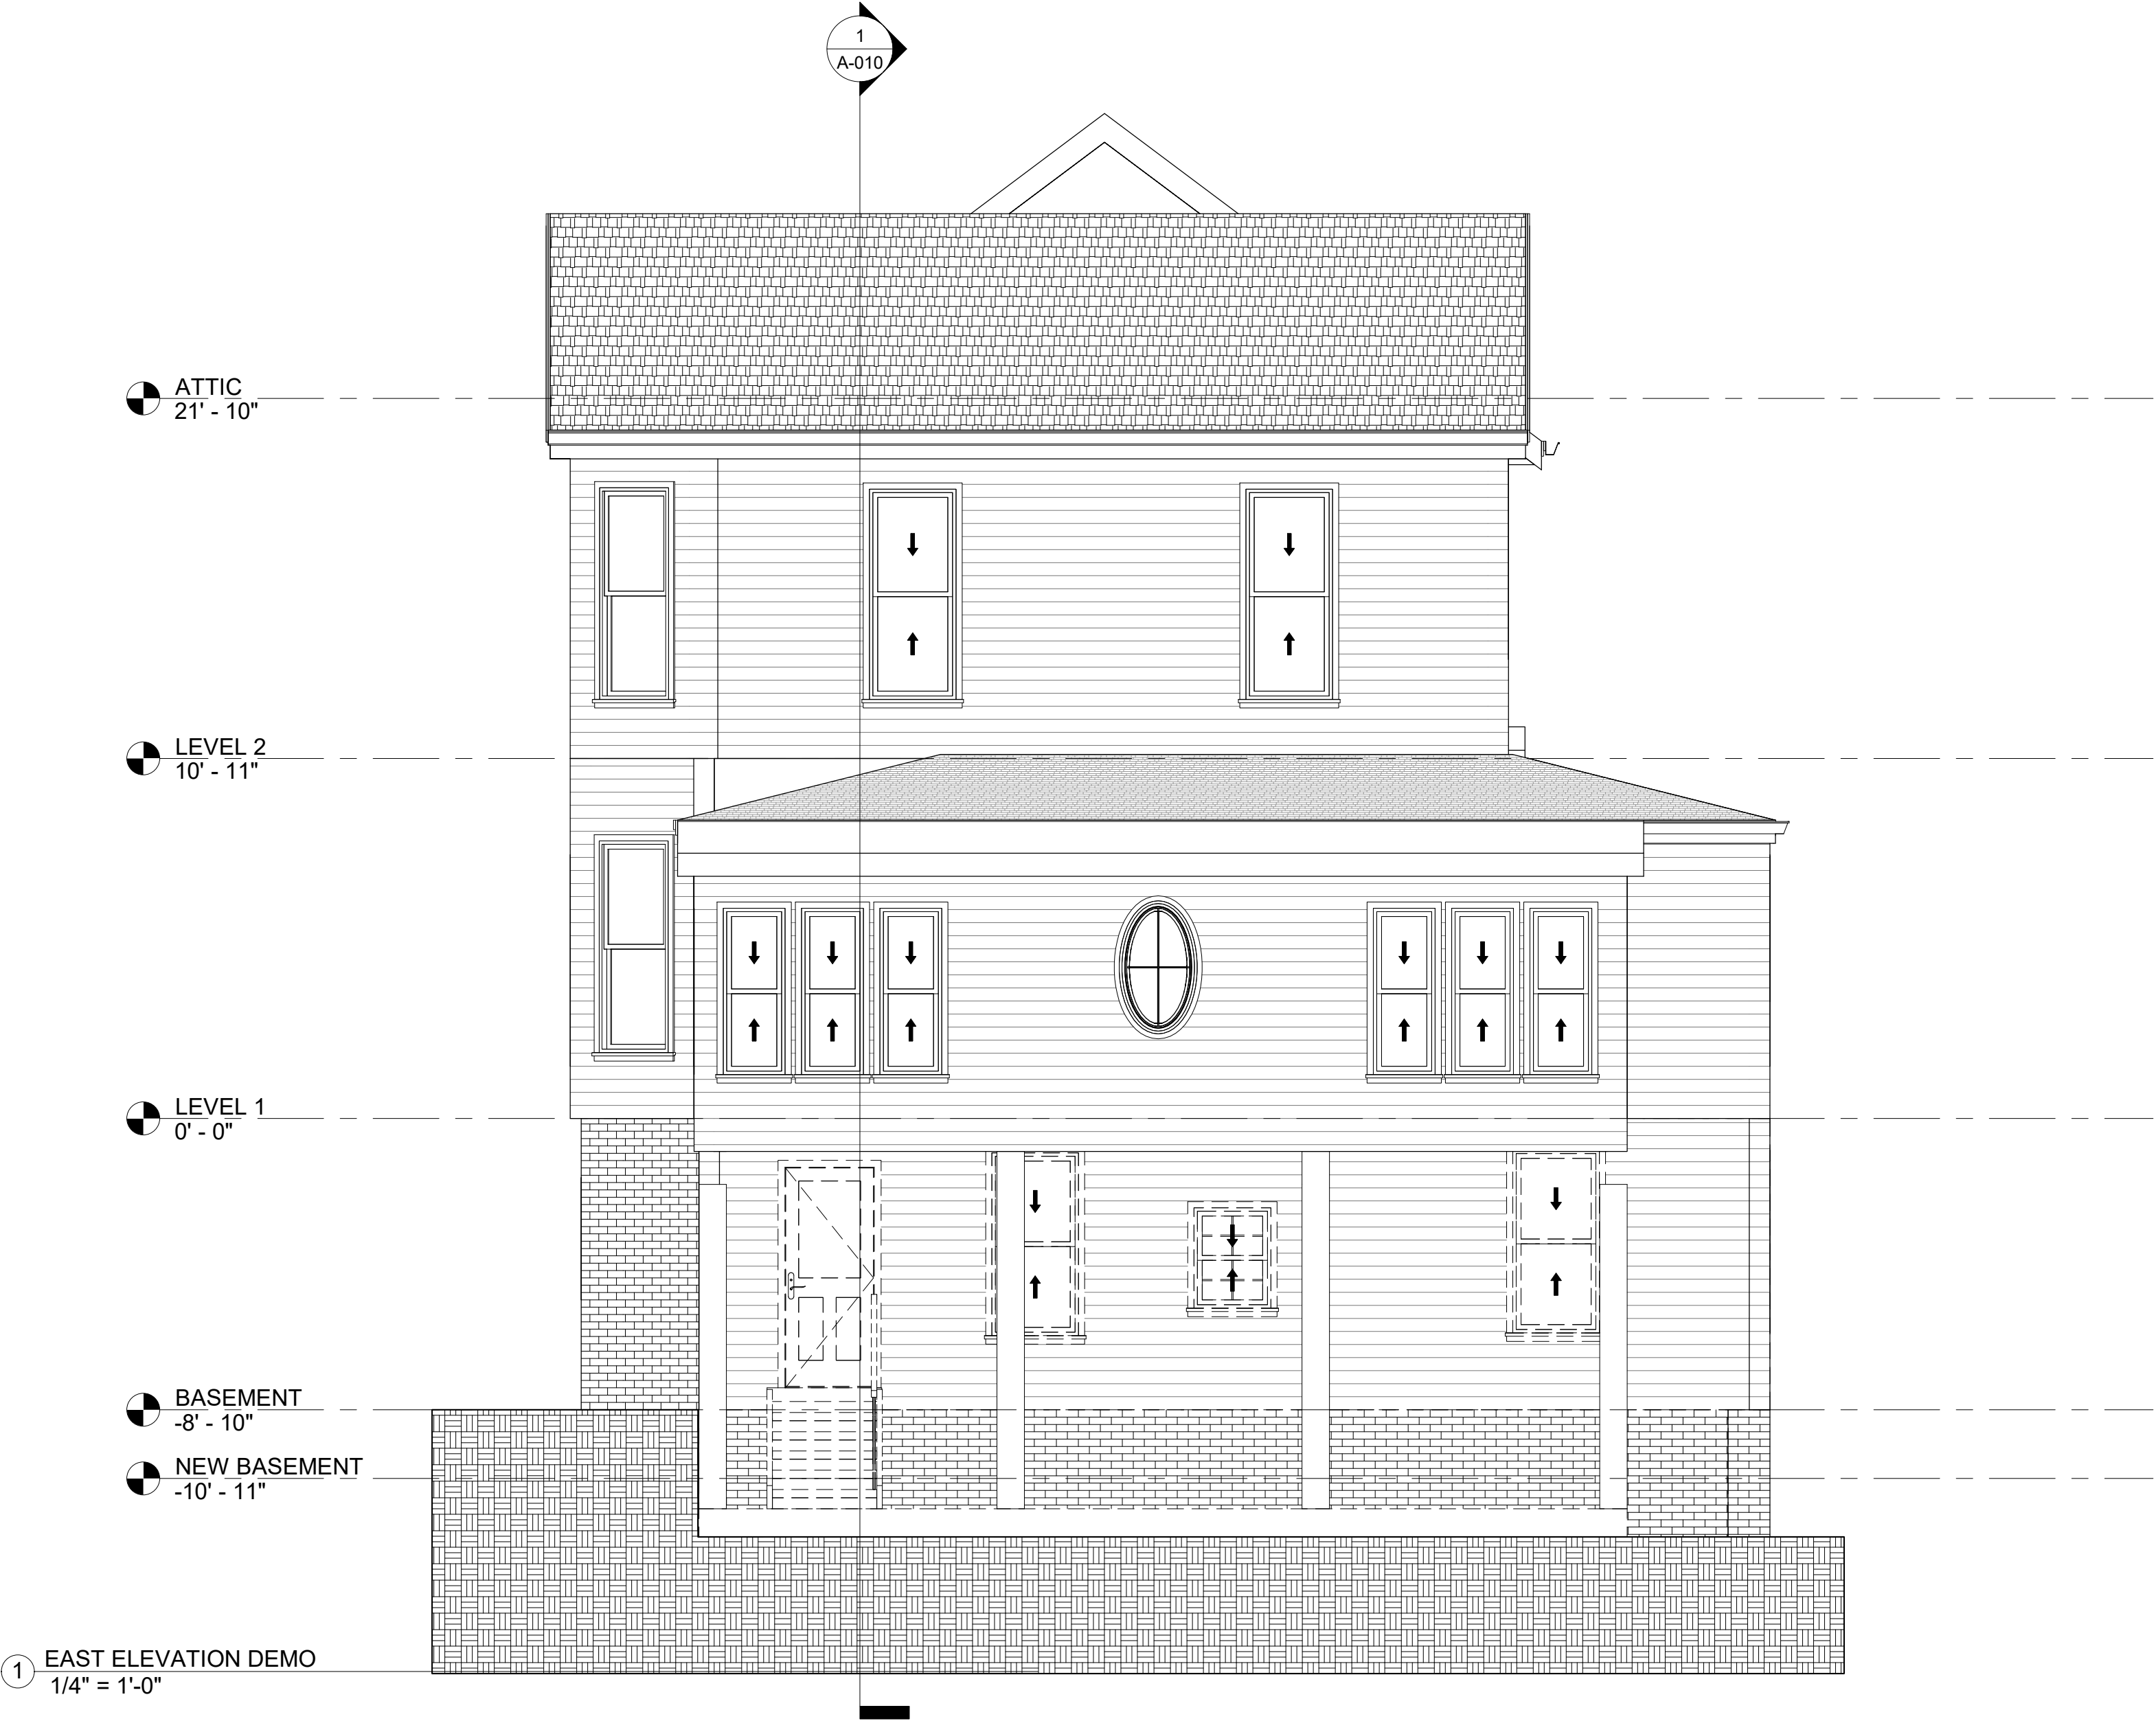 1
A-010
ATTIC
21' - 10"
LEVEL 2
10' - 11"
LEVEL 1
0' - 0"
BASEMENT
-8' - 10"
NEW BASEMENT
-10' - 11"
1 EAST ELEVATION DEMO
1/4" = 1'-0"